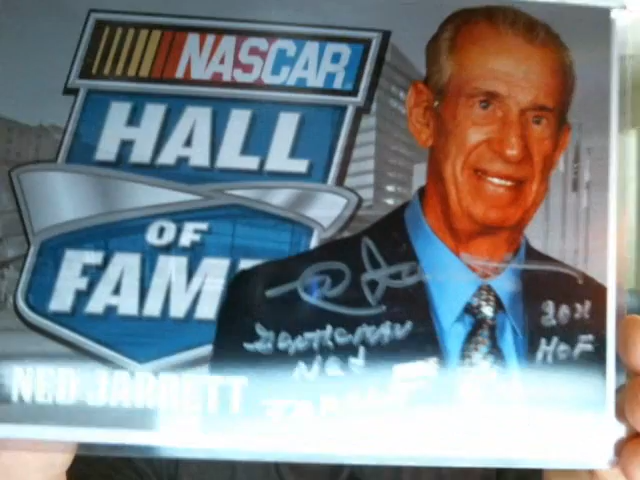 NASCAR
HALL
OF
FAM
NED JARRETT
GENTLEMAN
NED
2011
HOF